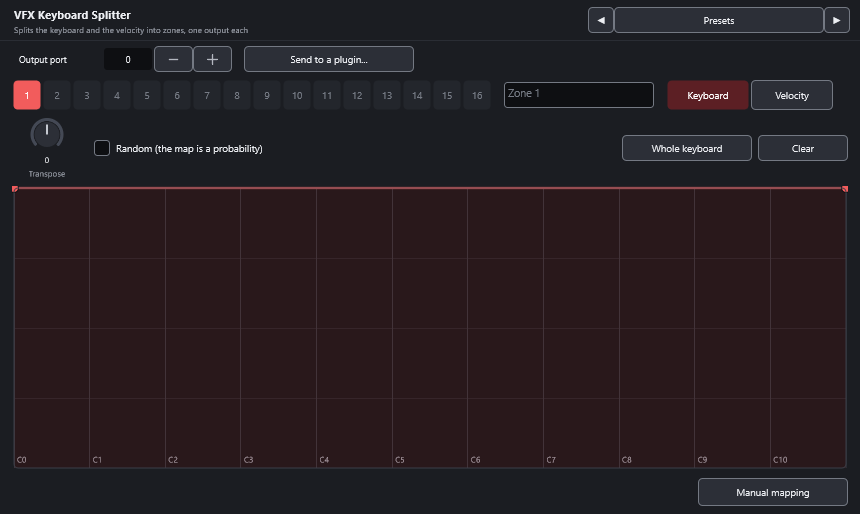 VFX Keyboard Splitter
Splits the keyboard and the velocity into zones, one output each
◀ Presets ▶
Output port 0 − + Send to a plugin...
1 2 3 4 5 6 7 8 9 10 11 12 13 14 15 16 Zone 1 Keyboard Velocity
0
Transpose
Random (the map is a probability) Whole keyboard Clear
C0 C1 C2 C3 C4 C5 C6 C7 C8 C9 C10
Manual mapping